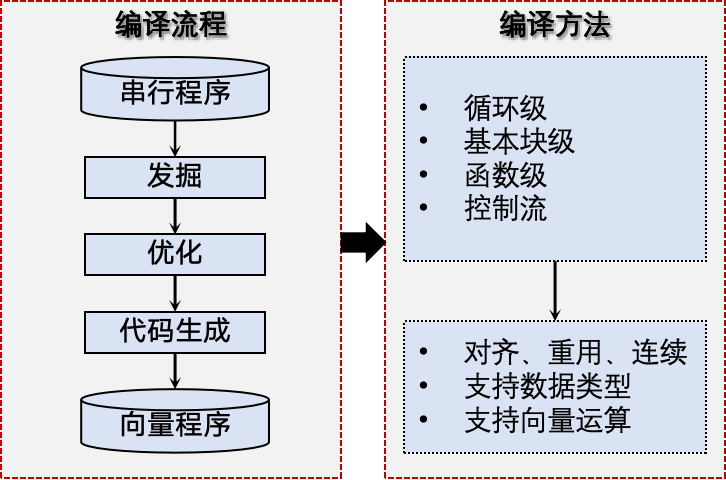 编译流程
串行程序
发掘
优化
代码生成
向量程序
编译方法
• 循环级
• 基本块级
• 函数级
• 控制流
• 对齐、重用、连续
• 支持数据类型
• 支持向量运算